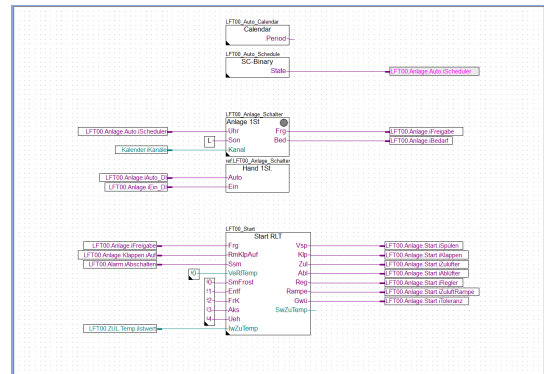 LFT00_Auto_Calendar
Calendar
Period
LFT00_Auto_Schedule
SC-Binary
State
LFT00.Anlage.Auto.iScheduler
LFT00_Anlage_Schalter
Anlage 1St
LFT00.Anlage.Auto.iScheduler
Uhr
Frg
LFT00.Anlage.iFreigabe
L
Son
Bed
LFT00.Anlage.iBedarf
Kalender.iKanäle
Kanal
ref.LFT00_Anlage_Schalter
Hand 1St.
LFT00.Anlage.iAuto_DI
Auto
LFT00.Anlage.iEin_DI
Ein
LFT00_Start
Start RLT
LFT00.Anlage.iFreigabe
Frg
Vsp
LFT00.Anlage.Start.iSpülen
LFT00.Anlage.Klappen.iAuf
RmKlpAuf
Klp
LFT00.Anlage.Start.iKlappen
LFT00.Alarm.iAbschalten
Ssm
Zul
LFT00.Anlage.Start.iZulüfter
VeRlTemp
Abl
LFT00.Anlage.Start.iAblüfter
SmFrost
Reg
LFT00.Anlage.Start.iRegler
Entf
Rampe
LFT00.Anlage.Start.iZuluftRampe
FrK
Gwü
LFT00.Anlage.Start.iToleranz
Aks
SwZuTemp
Ueh
LFT00.ZUL.Temp.iIstwert
IwZuTemp